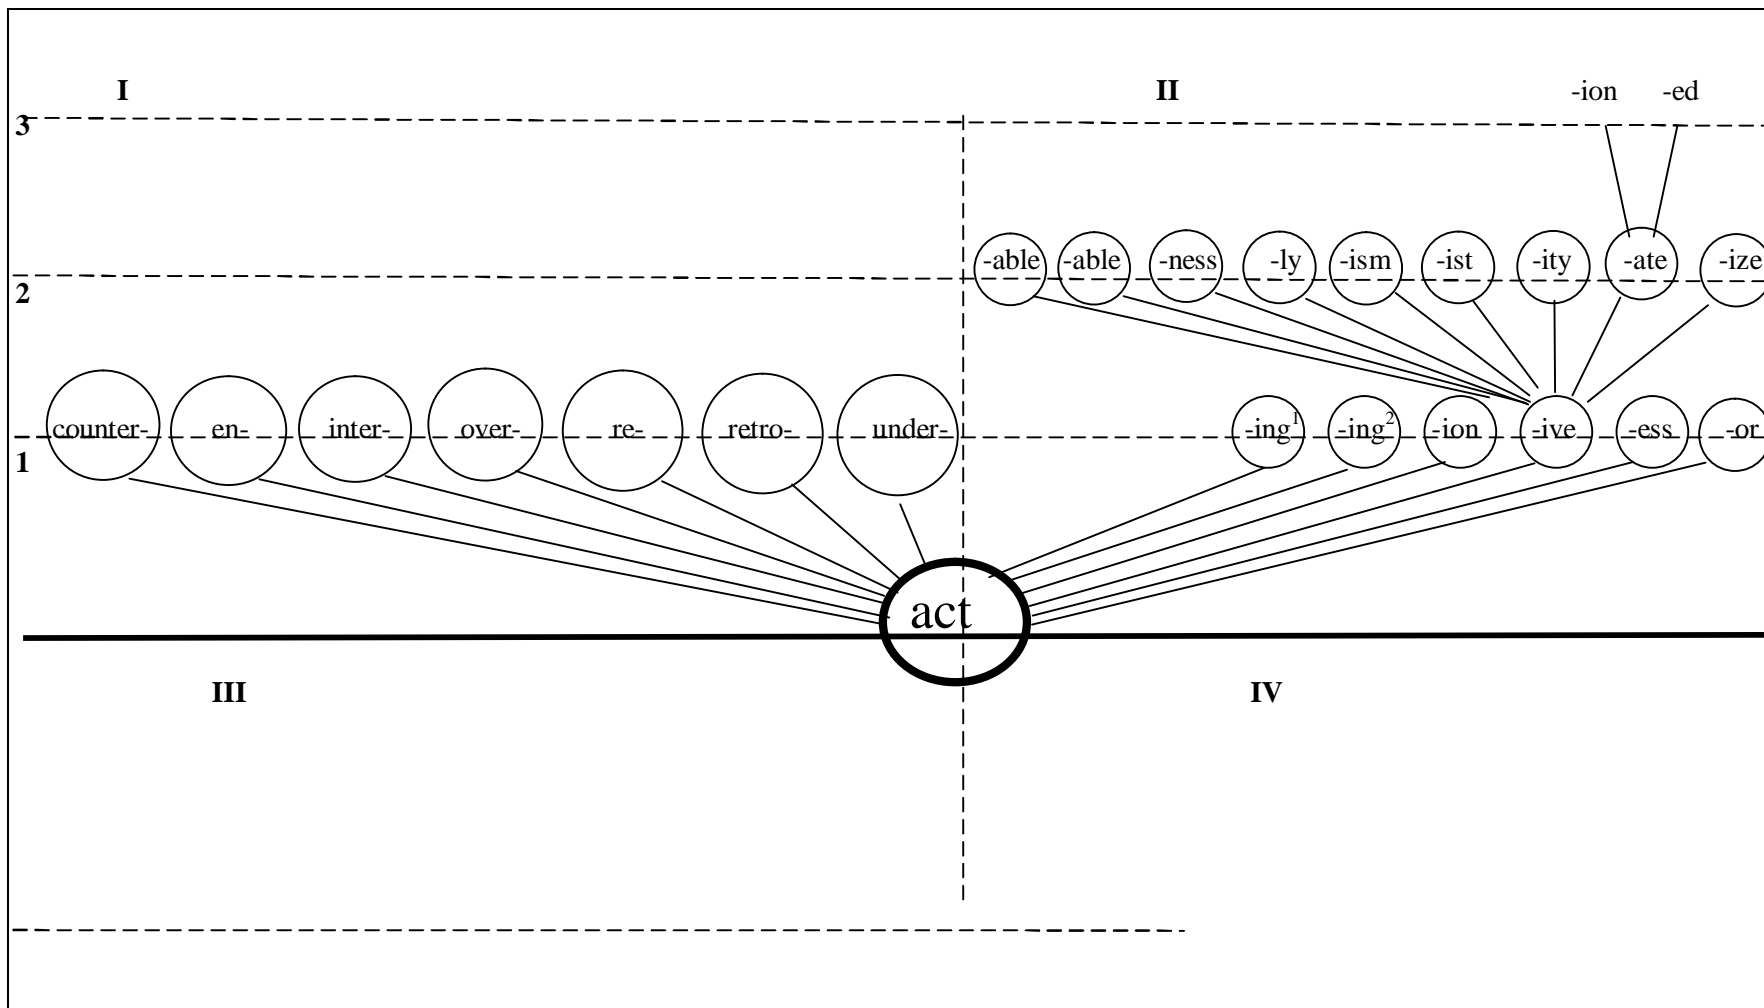 I II -ion -ed
3
-able -able -ness -ly -ism -ist -ity -ate -ize
2
counter- en- inter- over- re- retro- under- -ing1 -ing2 -ion -ive -ess -or
1
act
III IV